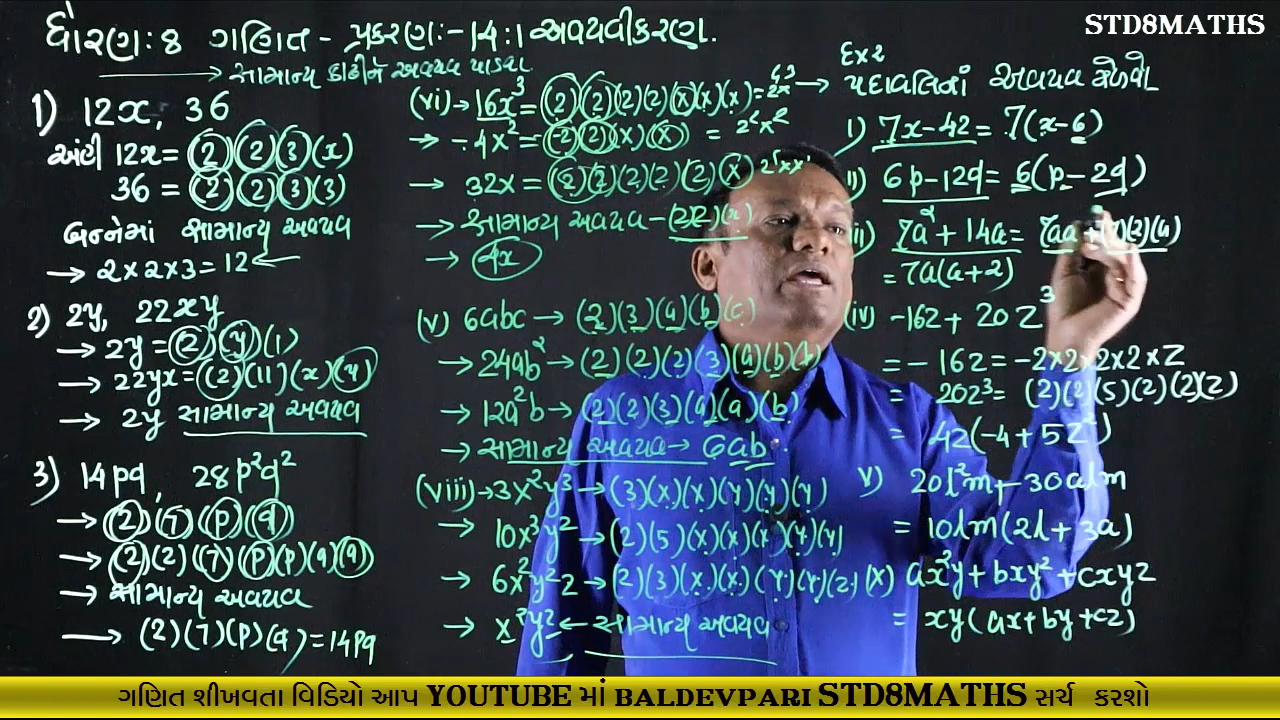 STD8MATHS
ધોરણ: 8 ગણિત - પ્રકરણ:- 14:1 અવયવીકરણ.
→ સામાન્ય કાઢીને અવયવ પાડવા
1) 12x, 36
12x = (2)(2)(3)(x)
36 = (2)(2)(3)(3)
બન્નેમાં સામાન્ય અવયવ
→ 2×2×3=12←
2) 2y, 22xy
→ 2y = (2)(y)(1)
→ 22yx = (2)(11)(x)(y)
→ 2y સામાન્ય અવયવ
3) 14pq, 28p²q²
→ (2)(7)(p)(q)
→ (2)(2)(7)(p)(p)(q)(q)
→ સામાન્ય અવયવ
→ (2)(7)(p)(q)=14pq
(vi)→ 16x³ = (2)(2)(2)(2)(x)(x)(x)
→ -4x² = (2)(2)(x)(x) = 2²x²
→ 32x = (2)(2)(2)(2)(2)(x)
→ સામાન્ય અવયવ -
→ 4x
(v) 6abc → (2)(3)(a)(b)(c)
→ 24ab² → (2)(2)(2)(3)(a)(b)(b)
→ 12a²b → (2)(2)(3)(a)(a)(b)
→ સામાન્ય અવયવ → 6ab.
(viii)→ 3x²y³ → (3)(x)(x)(y)(y)(y)
→ 10x³y² → (2)(5)(x)(x)(x)(y)(y)
→ 6x²y²z → (2)(3)(x)(x)(y)(y)(z)
→ x²y² ← સામાન્ય અવયવ
Ex 2
→ પદાવલિનાં અવયવ મેળવો
i) 7x-42 = 7(x-6)
ii) 6p-12q = 6(p-2q)
iii) 7a²+14a =
= 7a(a+2)
(iv) -16z + 20z³
= -16z = -2×2×2×2×z
= 20z³ = (2)(2)(5)(z)(z)(z)
= 4z(-4+5z²)
v) 20l²m + 30alm
= 10lm(2l+3a)
(x) ax²y + bxy² + cxyz
= xy(ax+by+cz)
ગણિત શીખવતા વિડિયો આપ YOUTUBE માં BALDEVPARI STD8MATHS સર્ચ કરશો